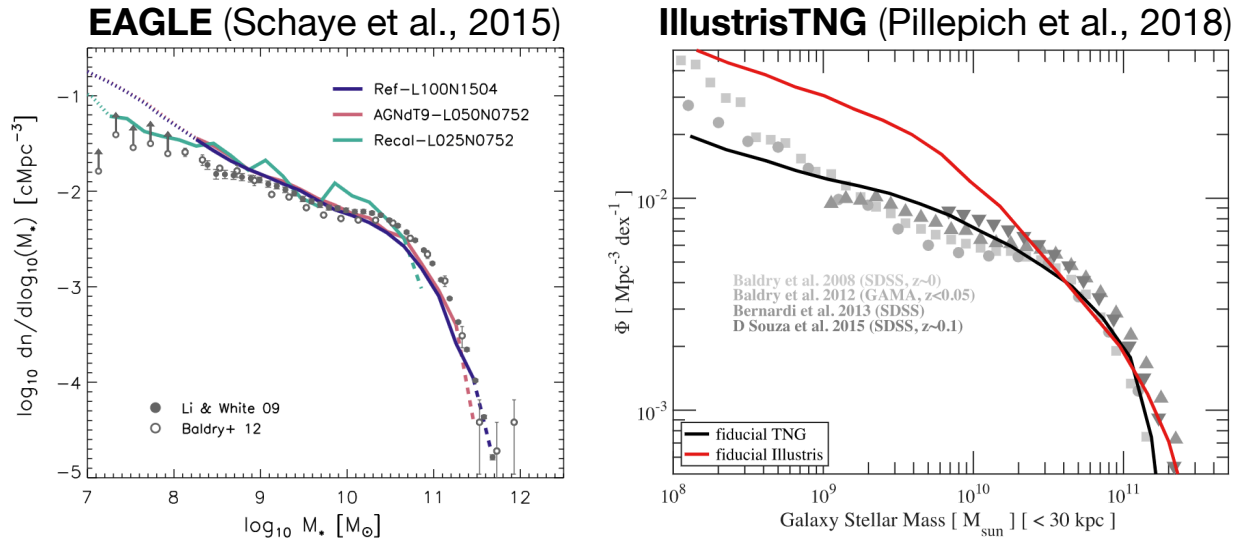 EAGLE (Schaye et al., 2015)
log₁₀ dn/dlog₁₀(M*) [cMpc⁻³]
-1
-2
-3
-4
-5
Ref-L100N1504
AGNdT9-L050N0752
Recal-L025N0752
Li & White 09
Baldry+ 12
7 8 9 10 11 12
log₁₀ M* [M⊙]
IllustrisTNG (Pillepich et al., 2018)
Φ [ Mpc⁻³ dex⁻¹ ]
10⁻²
10⁻³
Baldry et al. 2008 (SDSS, z~0)
Baldry et al. 2012 (GAMA, z<0.05)
Bernardi et al. 2013 (SDSS)
D Souza et al. 2015 (SDSS, z~0.1)
fiducial TNG
fiducial Illustris
10⁸ 10⁹ 10¹⁰ 10¹¹
Galaxy Stellar Mass [ Msun ] [ < 30 kpc ]